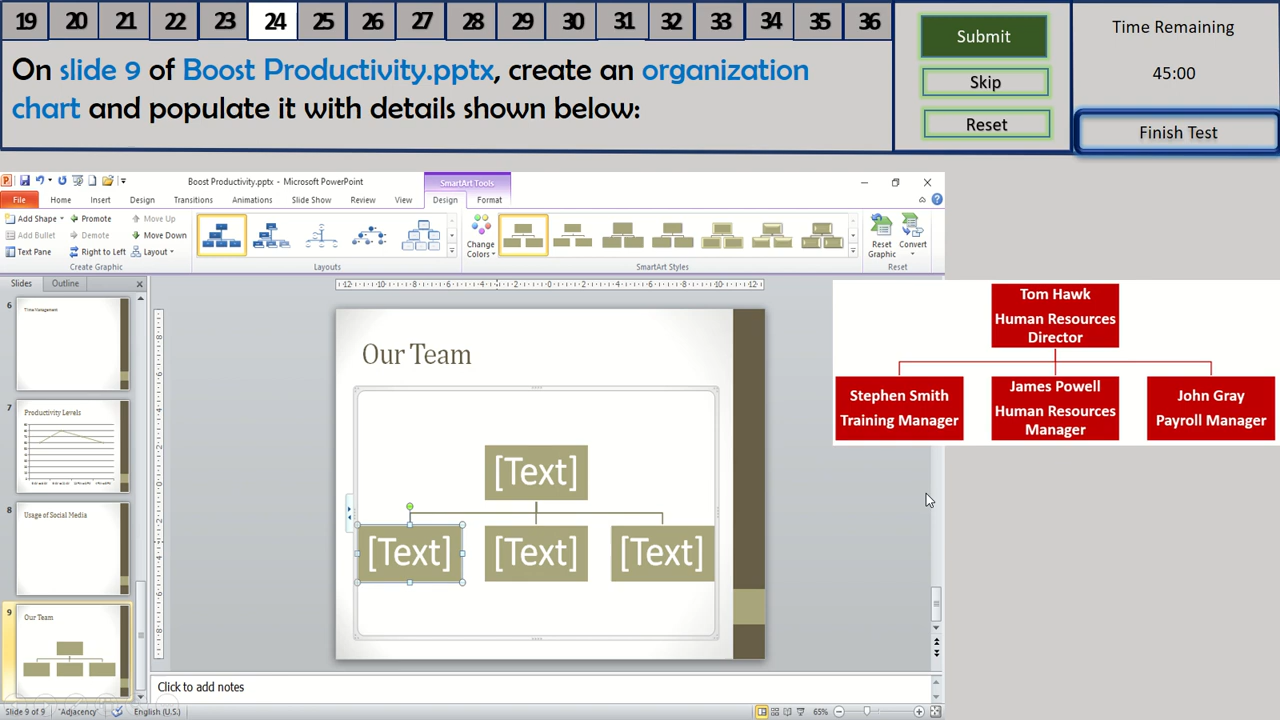 19 20 21 22 23 24 25 26 27 28 29 30 31 32 33 34 35 36
Submit
Skip
Reset
Time Remaining
45:00
Finish Test
On slide 9 of Boost Productivity.pptx, create an organization
chart and populate it with details shown below:
Boost Productivity.pptx - Microsoft PowerPoint
SmartArt Tools
File Home Insert Design Transitions Animations Slide Show Review View Design Format
Add Shape Promote Move Up
Add Bullet Demote Move Down
Text Pane Right to Left Layout
Create Graphic
Layouts
Change
Colors
SmartArt Styles
Reset
Graphic
Convert
Reset
Slides Outline
6
Time Management
7
Productivity Levels
8
Usage of Social Media
9
Our Team
Our Team
[Text]
[Text] [Text] [Text]
Tom Hawk
Human Resources
Director
Stephen Smith
Training Manager
James Powell
Human Resources
Manager
John Gray
Payroll Manager
Click to add notes
Slide 9 of 9 "Adjacency" English (U.S.) 65%